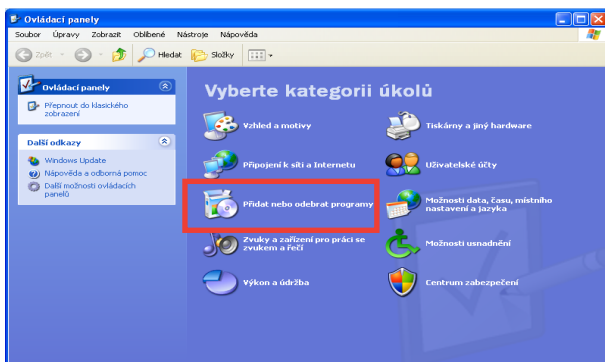 Ovládací panely
Soubor Úpravy Zobrazit Oblíbené Nástroje Nápověda
Zpět Hledat Složky
Ovládací panely
Přepnout do klasického
zobrazení
Další odkazy
Windows Update
Nápověda a odborná pomoc
Další možnosti ovládacích
panelů
Vyberte kategorii úkolů
Vzhled a motivy
Tiskárny a jiný hardware
Připojení k síti a Internetu
Uživatelské účty
Přidat nebo odebrat programy
Možnosti data, času, místního
nastavení a jazyka
Zvuky a zařízení pro práci se
zvukem a řečí
Možnosti usnadnění
Výkon a údržba
Centrum zabezpečení